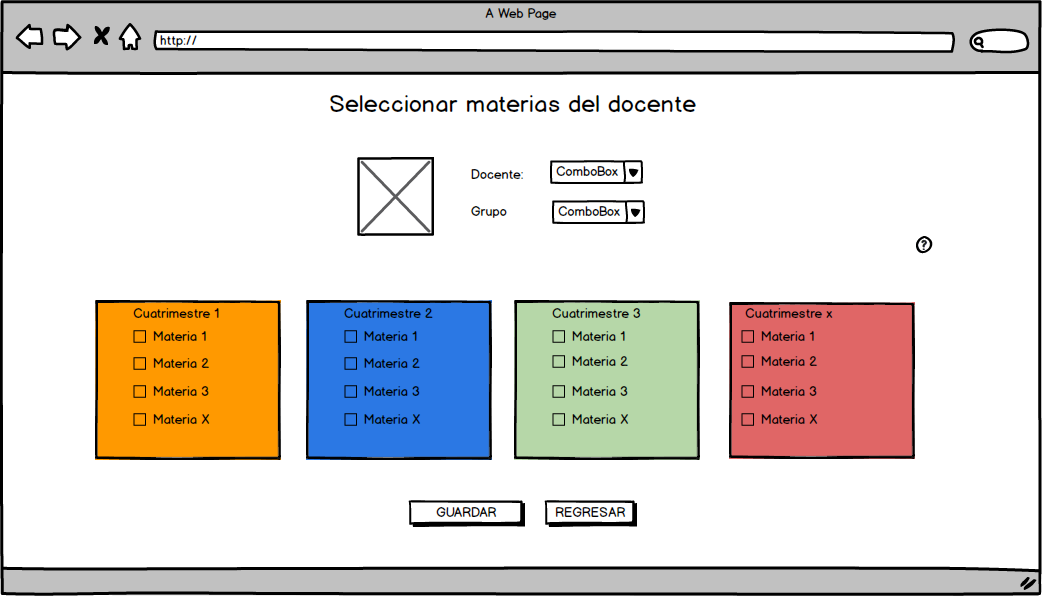 A Web Page
http://
Seleccionar materias del docente
Docente: ComboBox
Grupo ComboBox
?
Cuatrimestre 1
Materia 1
Materia 2
Materia 3
Materia X
Cuatrimestre 2
Materia 1
Materia 2
Materia 3
Materia X
Cuatrimestre 3
Materia 1
Materia 2
Materia 3
Materia X
Cuatrimestre x
Materia 1
Materia 2
Materia 3
Materia X
GUARDAR REGRESAR